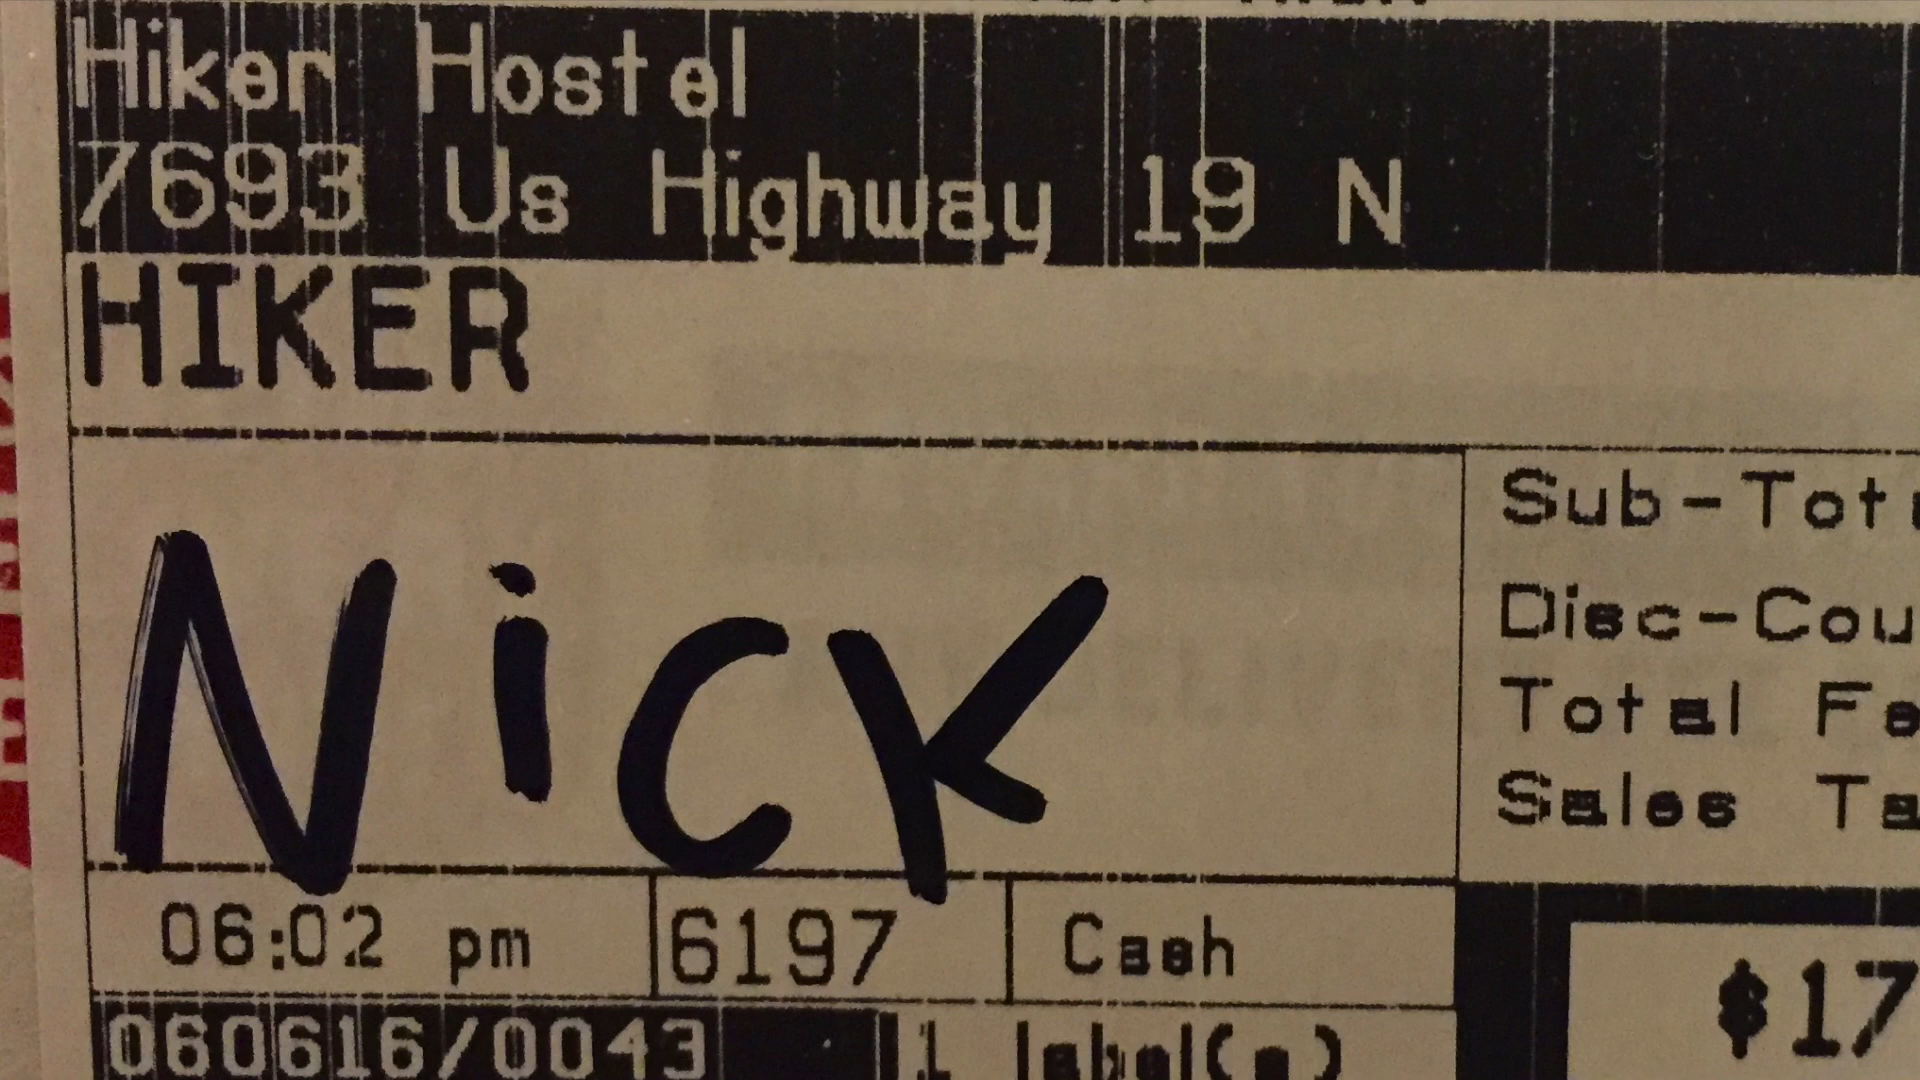 Hiker Hostel
7693 Us Highway 19 N
HIKER
Nick
Sub-Tot
Disc-Cou
Total Fe
Sales Ta
06:02 pm
6197
Cash
$17
060616/0043
1 label(s)